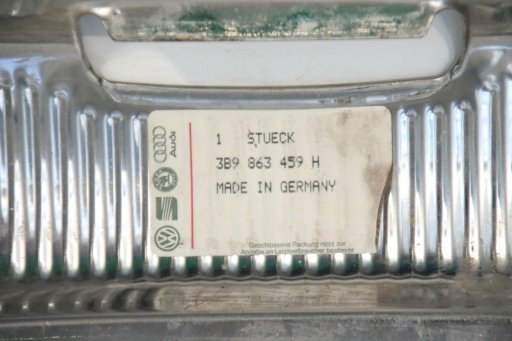 1 STUECK
3B9 863 459 H
MADE IN GERMANY
Audi
Geschlossene Packung nicht zur
Abgabe an Letztverbraucher bestimmt